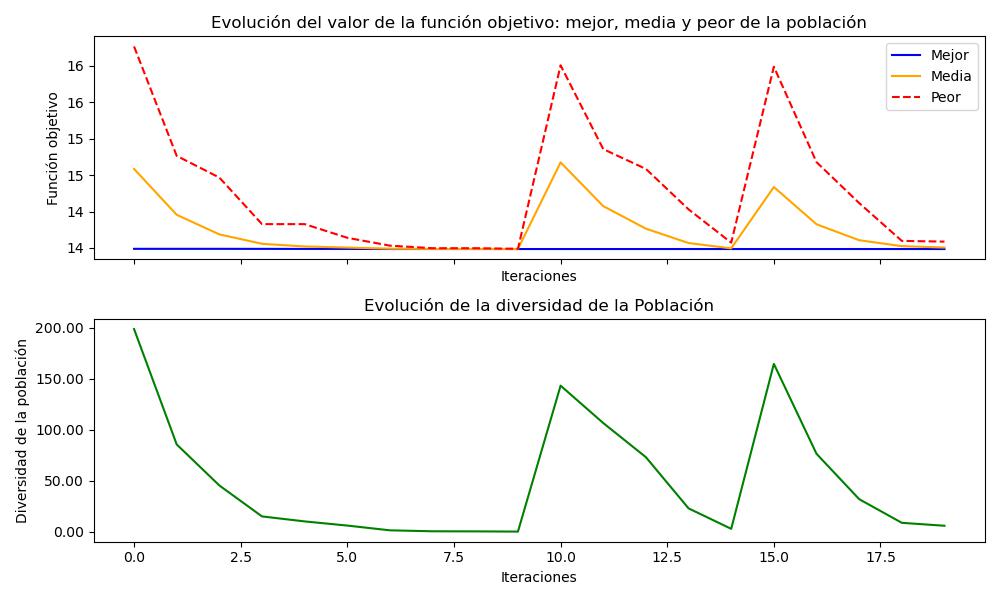 Evolución del valor de la función objetivo: mejor, media y peor de la población
Función objetivo
16
16
15
15
14
14
Mejor
Media
Peor
Iteraciones
Evolución de la diversidad de la Población
Diversidad de la población
200.00
150.00
100.00
50.00
0.00
0.0 2.5 5.0 7.5 10.0 12.5 15.0 17.5
Iteraciones